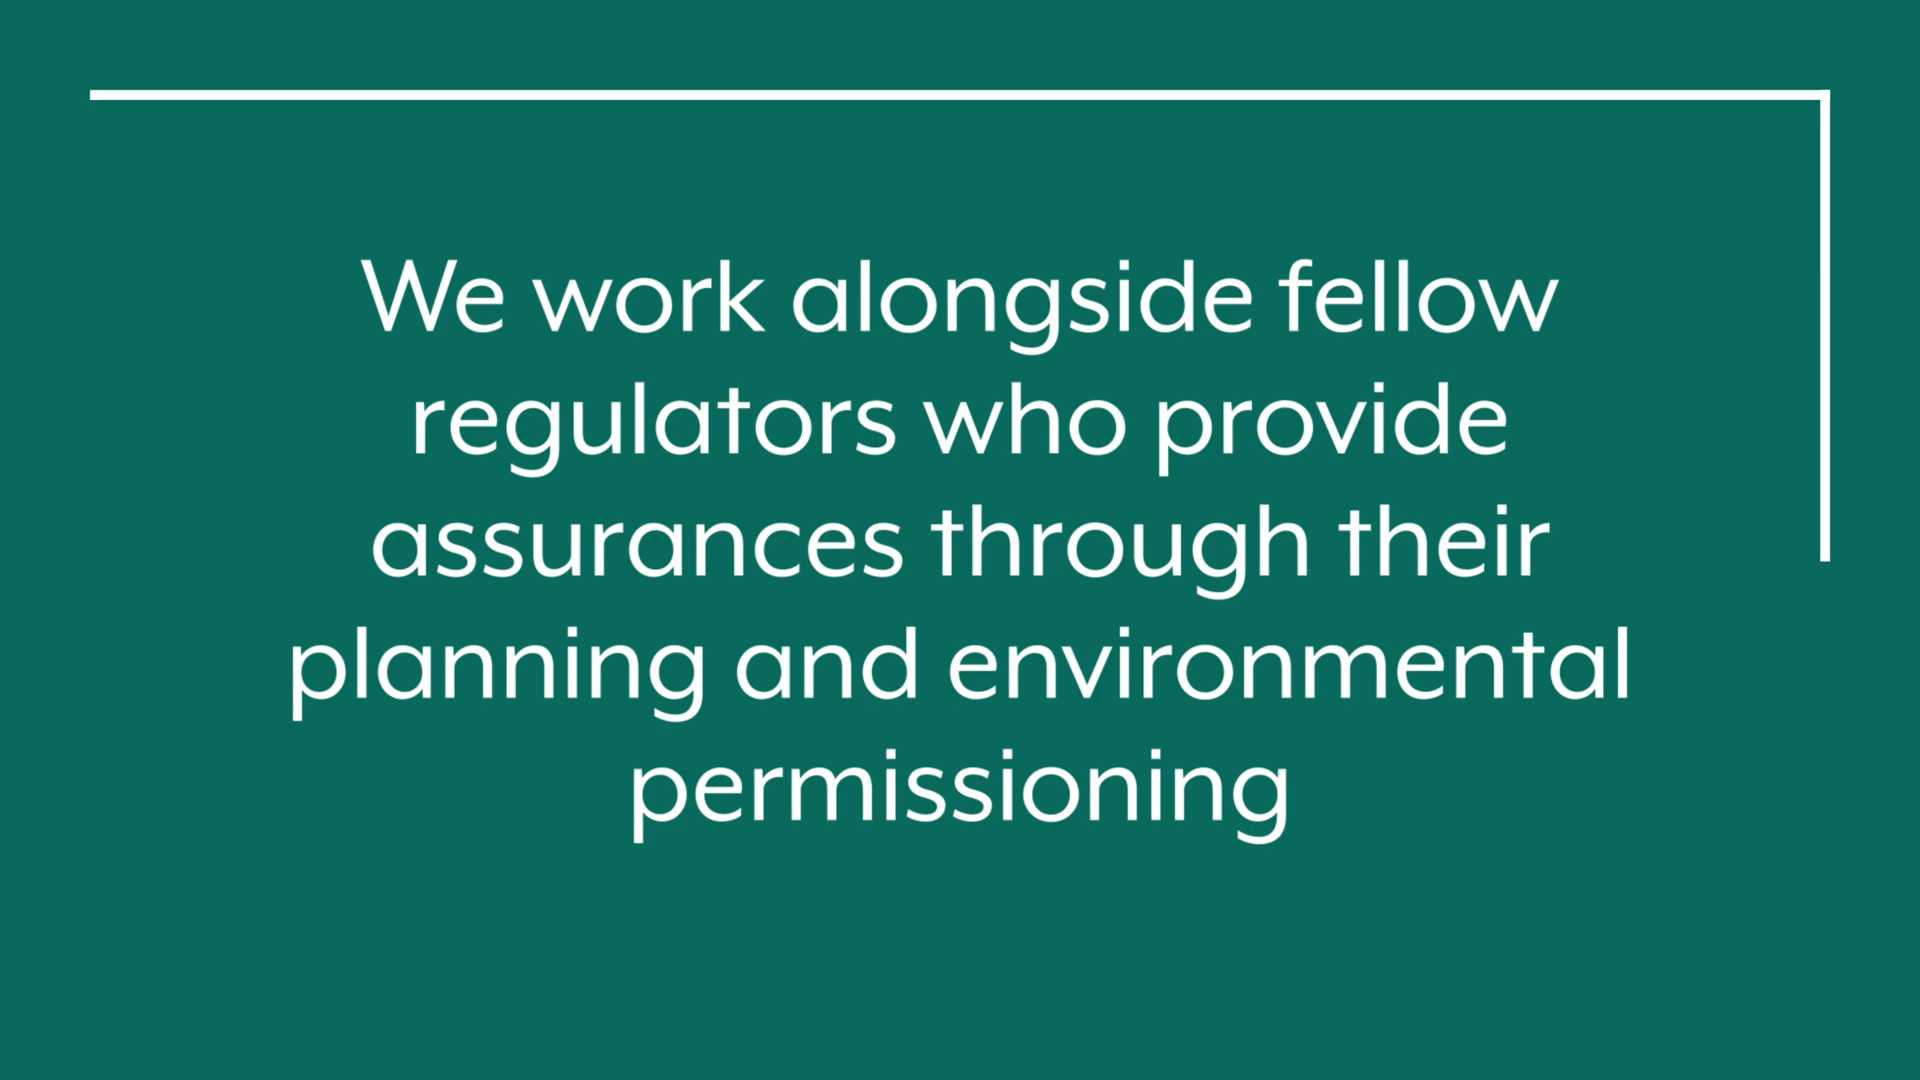 We work alongside fellow
regulators who provide
assurances through their
planning and environmental
permissioning